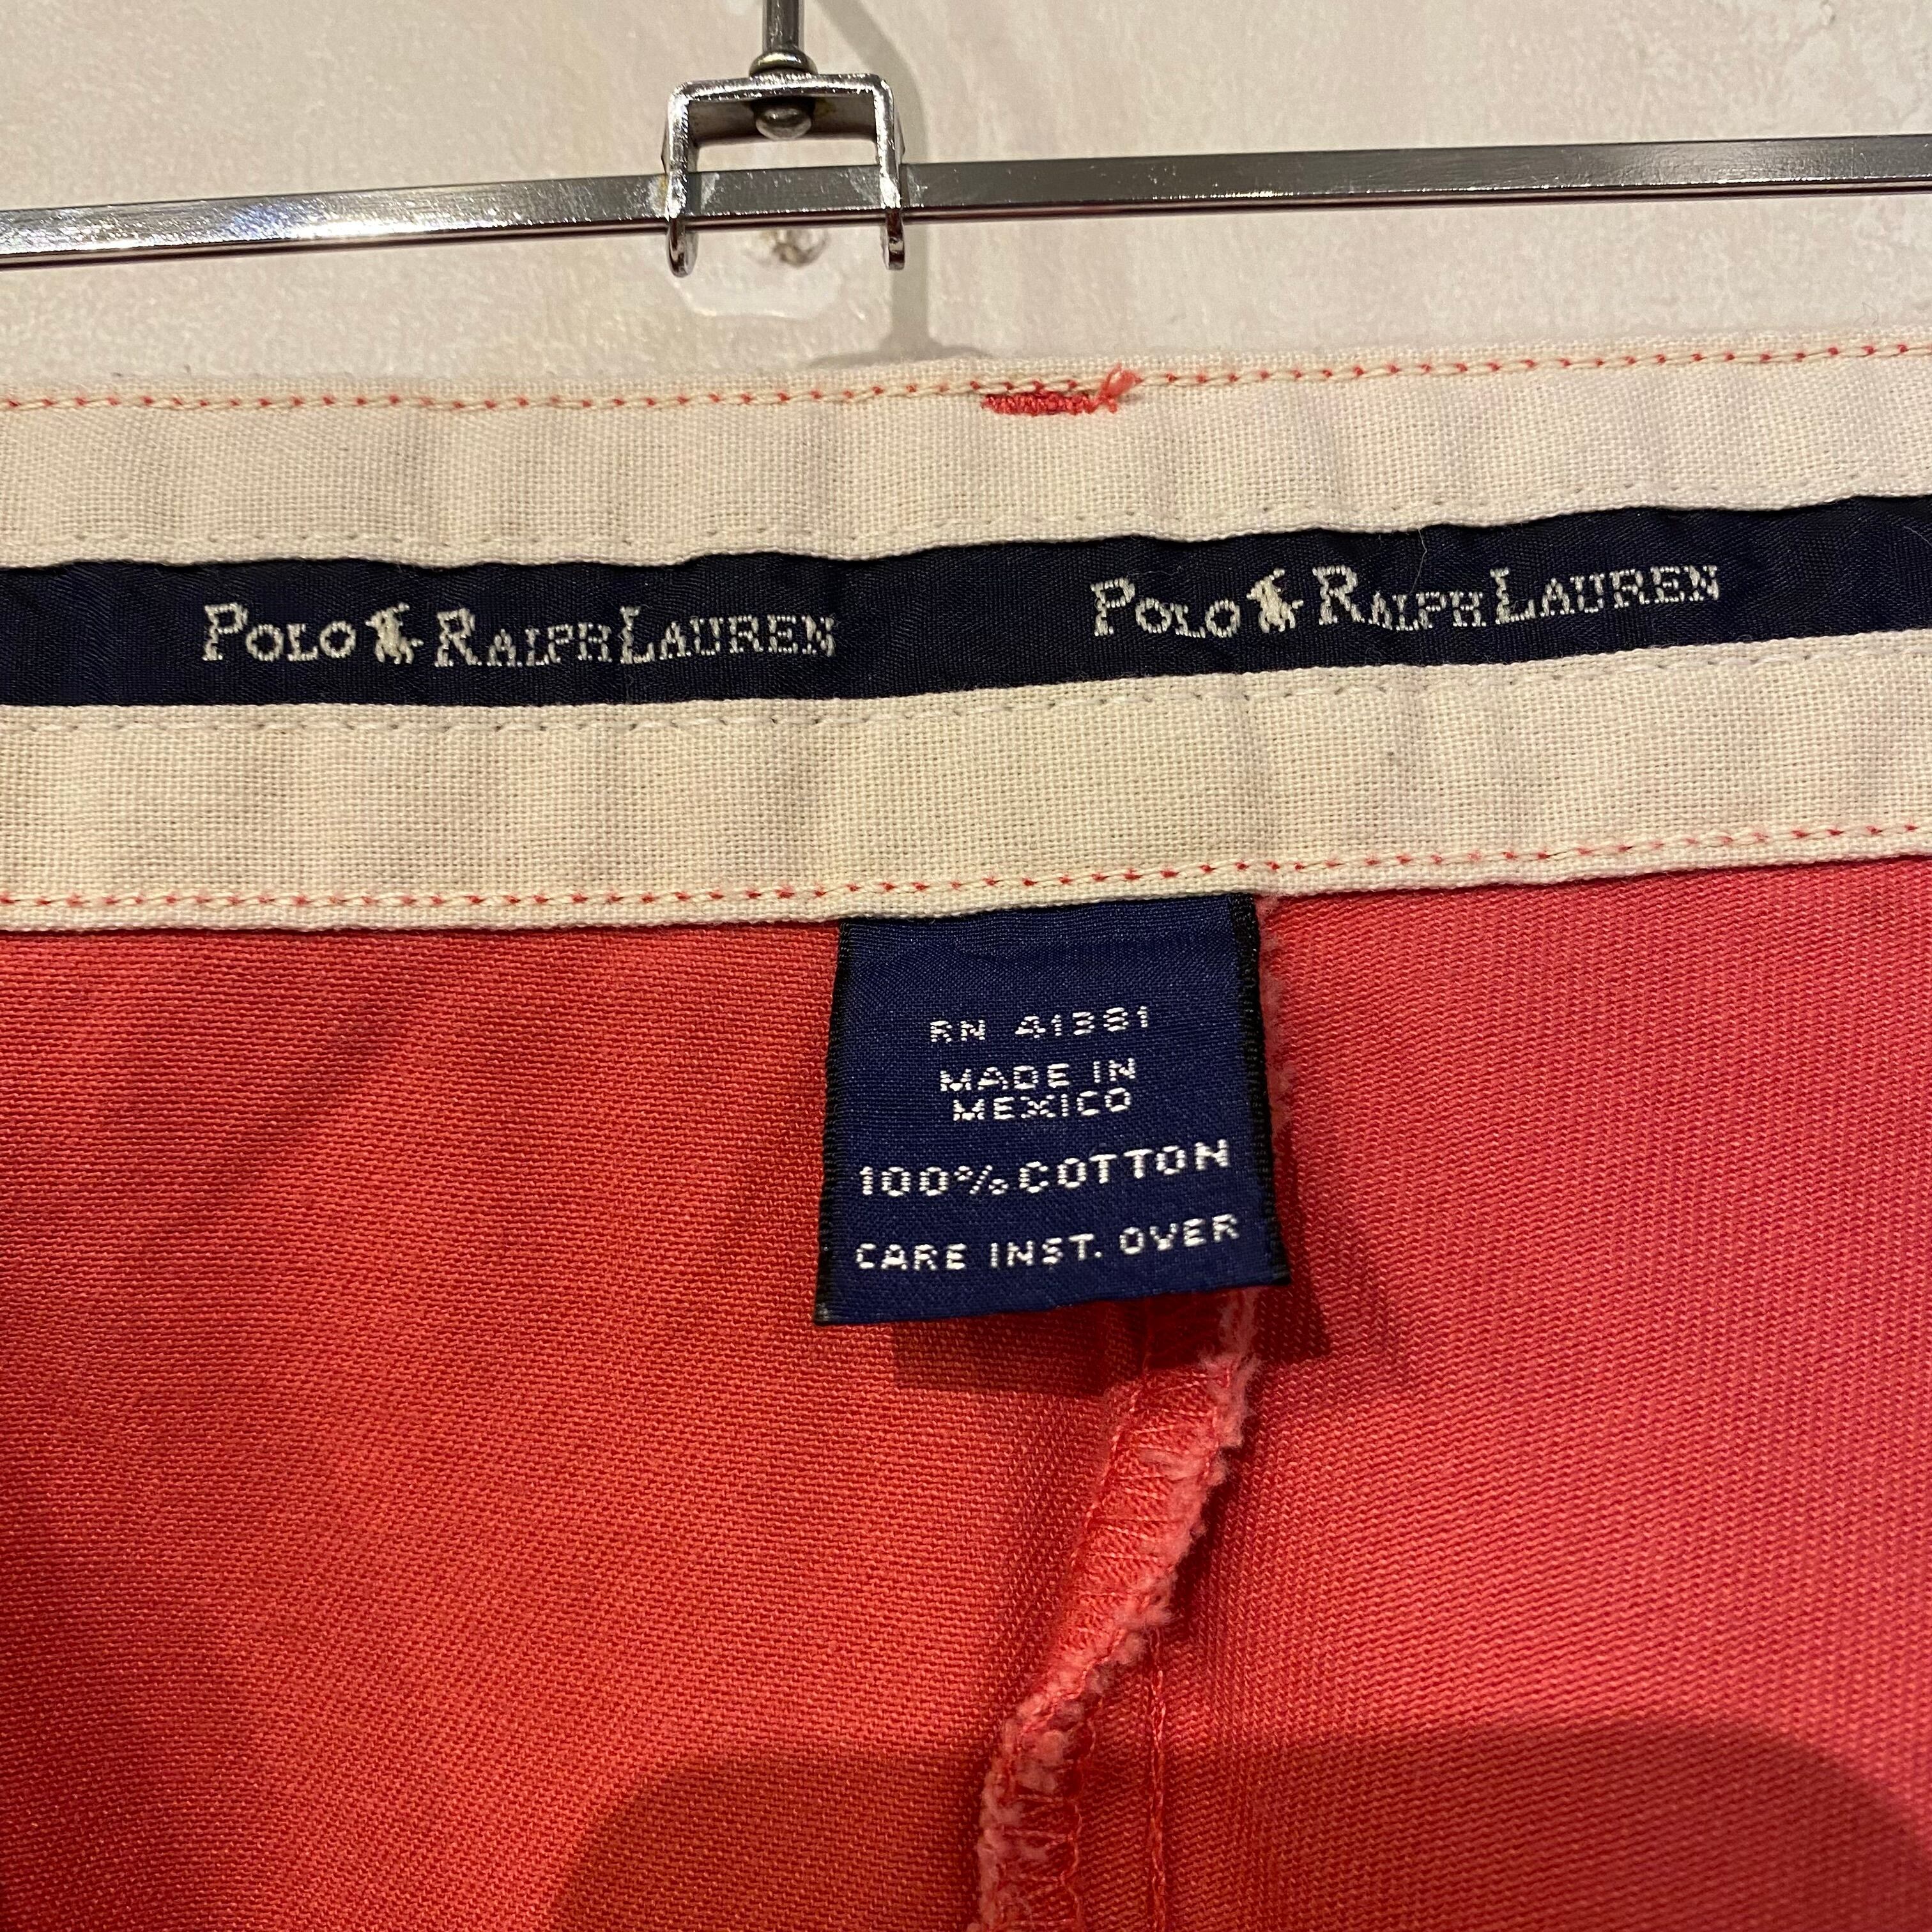 POLO RALPH LAUREN POLO RALPH LAUREN
RN 41381
MADE IN
MEXICO
100% COTTON
CARE INST. OVER